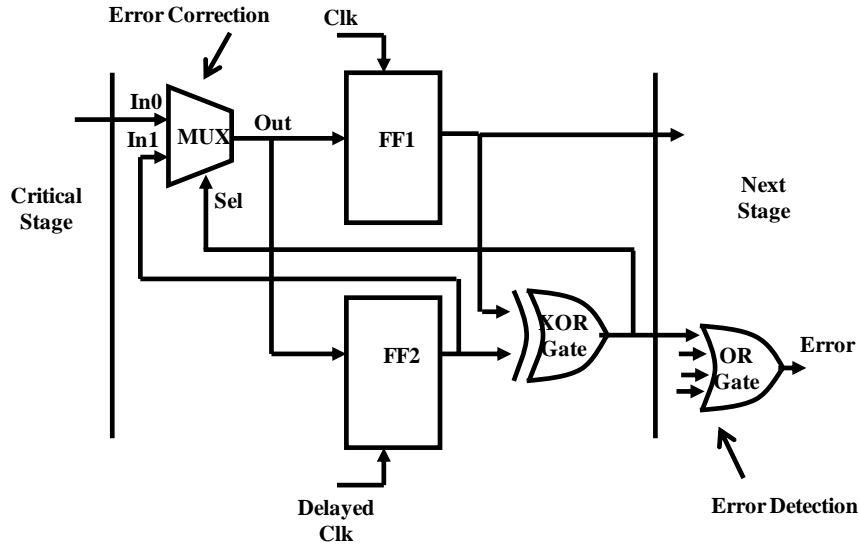 Error Correction
Clk
In0
In1
MUX
Out
FF1
Sel
Critical
Stage
Next
Stage
XOR
Gate
FF2
OR
Gate
Error
Delayed
Clk
Error Detection